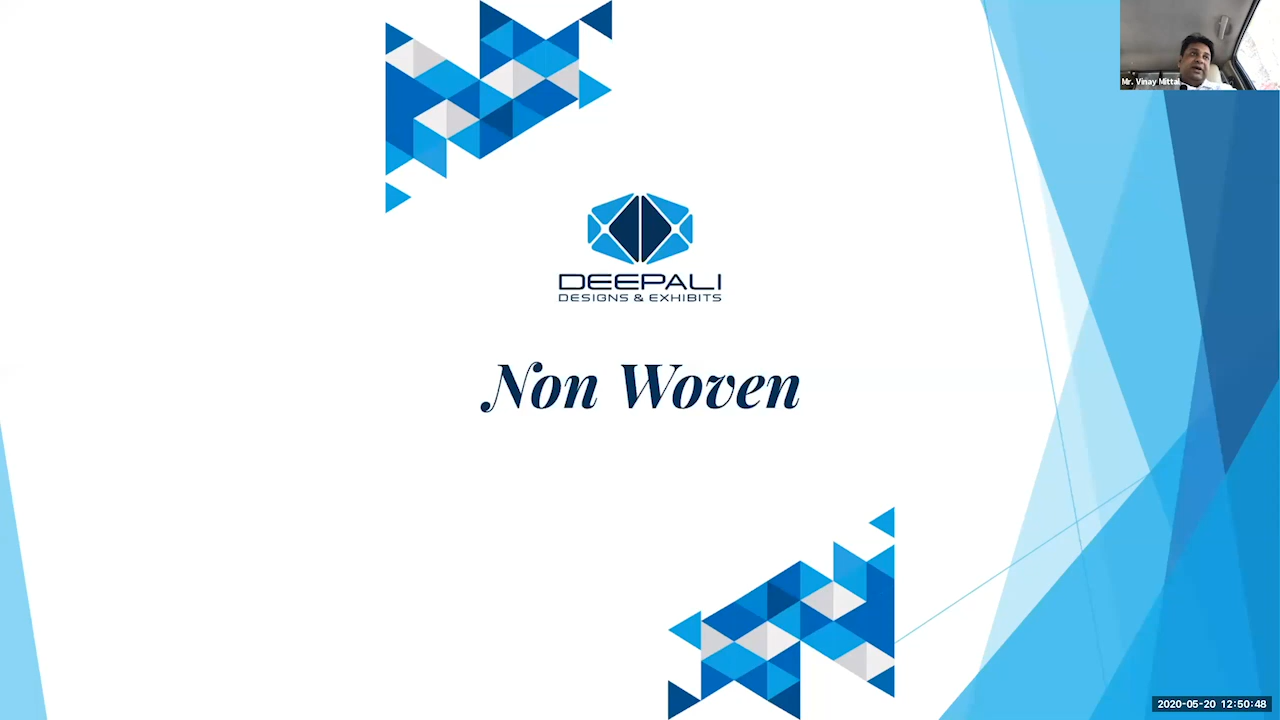 Mr. Vinay Mittal
DEEPALI
DESIGNS & EXHIBITS
Non Woven
2020-05-20 12:50:48